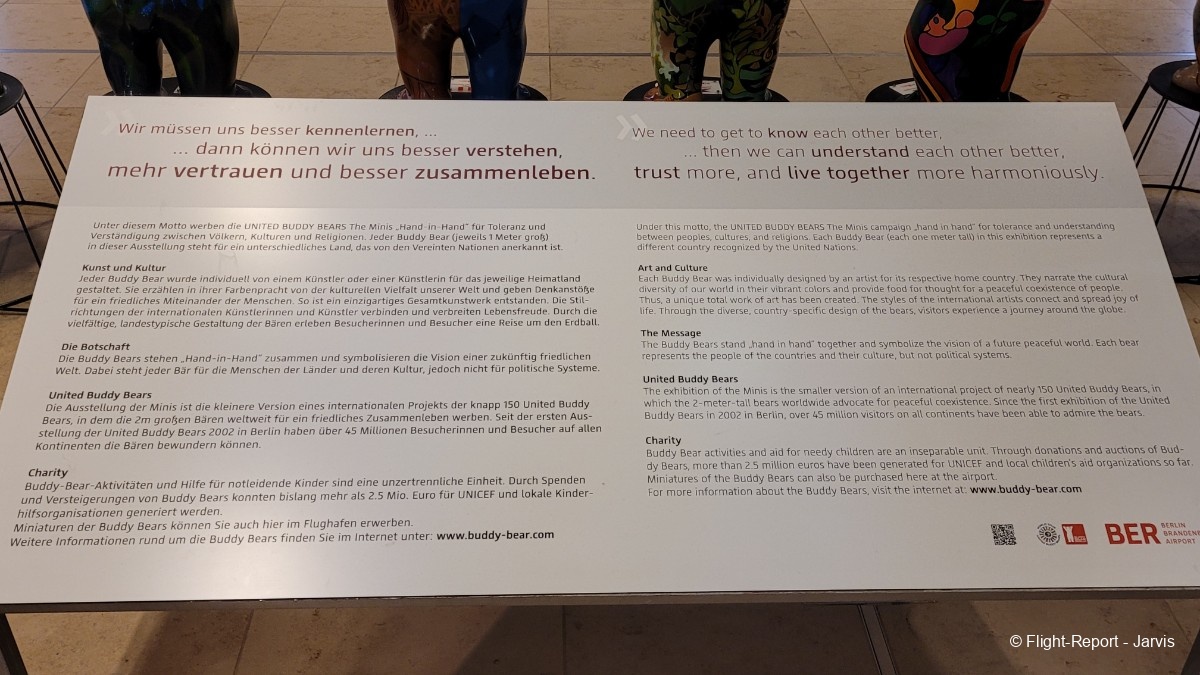 Wir müssen uns besser kennenlernen, ...
... dann können wir uns besser verstehen,
mehr vertrauen und besser zusammenleben.
Unter diesem Motto werben die UNITED BUDDY BEARS The Minis „Hand-in-Hand“ für Toleranz und
Verständigung zwischen Völkern, Kulturen und Religionen. Jeder Buddy Bear (jeweils 1 Meter groß)
in dieser Ausstellung steht für ein unterschiedliches Land, das von den Vereinten Nationen anerkannt ist.
Kunst und Kultur
Jeder Buddy Bear wurde individuell von einem Künstler oder einer Künstlerin für das jeweilige Heimatland
gestaltet. Sie erzählen in ihrer Farbenpracht von der kulturellen Vielfalt unserer Welt und geben Denkanstöße
für ein friedliches Miteinander der Menschen. So ist ein einzigartiges Gesamtkunstwerk entstanden. Die Stil-
richtungen der internationalen Künstlerinnen und Künstler verbinden und verbreiten Lebensfreude. Durch die
vielfältige, landestypische Gestaltung der Bären erleben Besucherinnen und Besucher eine Reise um den Erdball.
Die Botschaft
Die Buddy Bears stehen „Hand-in-Hand“ zusammen und symbolisieren die Vision einer zukünftig friedlichen
Welt. Dabei steht jeder Bär für die Menschen der Länder und deren Kultur, jedoch nicht für politische Systeme.
United Buddy Bears
Die Ausstellung der Minis ist die kleinere Version eines internationalen Projekts der knapp 150 United Buddy
Bears, in dem die 2m großen Bären weltweit für ein friedliches Zusammenleben werben. Seit der ersten Aus-
stellung der United Buddy Bears 2002 in Berlin haben über 45 Millionen Besucherinnen und Besucher auf allen
Kontinenten die Bären bewundern können.
Charity
Buddy-Bear-Aktivitäten und Hilfe für notleidende Kinder sind eine unzertrennliche Einheit. Durch Spenden
und Versteigerungen von Buddy Bears konnten bislang mehr als 2.5 Mio. Euro für UNICEF und lokale Kinder-
hilfsorganisationen generiert werden.
Miniaturen der Buddy Bears können Sie auch hier im Flughafen erwerben.
Weitere Informationen rund um die Buddy Bears finden Sie im Internet unter: www.buddy-bear.com
We need to get to know each other better,
... then we can understand each other better,
trust more, and live together more harmoniously.
Under this motto, the UNITED BUDDY BEARS The Minis campaign „hand in hand“ for tolerance and understanding
between peoples, cultures, and religions. Each Buddy Bear (each one meter tall) in this exhibition represents a
different country recognized by the United Nations.
Art and Culture
Each Buddy Bear was individually designed by an artist for its respective home country. They narrate the cultural
diversity of our world in their vibrant colors and provide food for thought for a peaceful coexistence of people.
Thus, a unique total work of art has been created. The styles of the international artists connect and spread joy of
life. Through the diverse, country-specific design of the bears, visitors experience a journey around the globe.
The Message
The Buddy Bears stand „hand in hand“ together and symbolize the vision of a future peaceful world. Each bear
represents the people of the countries and their culture, but not political systems.
United Buddy Bears
The exhibition of the Minis is the smaller version of an international project of nearly 150 United Buddy Bears, in
which the 2-meter-tall bears worldwide advocate for peaceful coexistence. Since the first exhibition of the United
Buddy Bears in 2002 in Berlin, over 45 million visitors on all continents have been able to admire the bears.
Charity
Buddy Bear activities and aid for needy children are an inseparable unit. Through donations and auctions of Bud-
dy Bears, more than 2.5 million euros have been generated for UNICEF and local children's aid organizations so far.
Miniatures of the Buddy Bears can also be purchased here at the airport.
For more information about the Buddy Bears, visit the internet at: www.buddy-bear.com
BER BERLIN
BRANDENB
AIRPORT
© Flight-Report - Jarvis